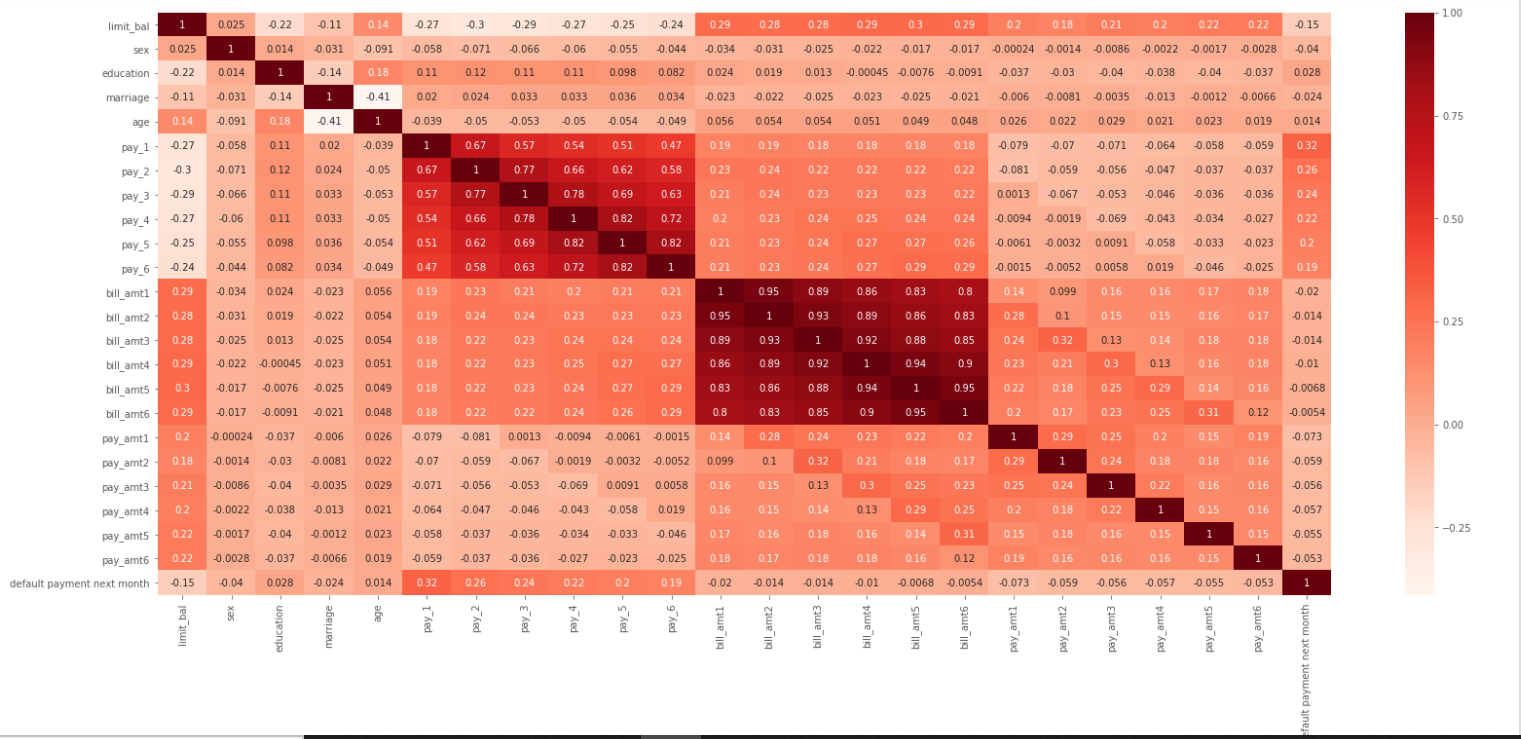 limit_bal 1 0.025 -0.22 -0.11 0.14 -0.27 -0.3 -0.29 -0.27 -0.25 -0.24 0.29 0.28 0.28 0.29 0.3 0.29 0.2 0.18 0.21 0.2 0.22 0.22 -0.15
sex 0.025 1 0.014 -0.031 -0.091 -0.058 -0.071 -0.066 -0.06 -0.055 -0.044 -0.034 -0.031 -0.025 -0.022 -0.017 -0.017 -0.00024 -0.0014 -0.0086 -0.0022 -0.0017 -0.0028 -0.04
education -0.22 0.014 1 -0.14 0.18 0.11 0.12 0.11 0.11 0.098 0.082 0.024 0.019 0.013 -0.00045 -0.0076 -0.0091 -0.037 -0.03 -0.04 -0.038 -0.04 -0.037 0.028
marriage -0.11 -0.031 -0.14 1 -0.41 0.02 0.024 0.033 0.033 0.036 0.034 -0.023 -0.022 -0.025 -0.023 -0.025 -0.021 -0.006 -0.0081 -0.0035 -0.013 -0.0012 -0.0066 -0.024
age 0.14 -0.091 0.18 -0.41 1 -0.039 -0.05 -0.053 -0.05 -0.054 -0.049 0.056 0.054 0.054 0.051 0.049 0.048 0.026 0.022 0.029 0.021 0.023 0.019 0.014
pay_1 -0.27 -0.058 0.11 0.02 -0.039 1 0.67 0.57 0.54 0.51 0.47 0.19 0.19 0.18 0.18 0.18 0.18 -0.079 -0.07 -0.071 -0.064 -0.058 -0.059 0.32
pay_2 -0.3 -0.071 0.12 0.024 -0.05 0.67 1 0.77 0.66 0.62 0.58 0.23 0.24 0.22 0.22 0.22 0.22 -0.081 -0.059 -0.056 -0.047 -0.037 -0.037 0.26
pay_3 -0.29 -0.066 0.11 0.033 -0.053 0.57 0.77 1 0.78 0.69 0.63 0.21 0.24 0.23 0.23 0.23 0.22 0.0013 -0.067 -0.053 -0.046 -0.036 -0.036 0.24
pay_4 -0.27 -0.06 0.11 0.033 -0.05 0.54 0.66 0.78 1 0.82 0.72 0.2 0.23 0.24 0.25 0.24 0.24 -0.0094 -0.0019 -0.069 -0.043 -0.034 -0.027 0.22
pay_5 -0.25 -0.055 0.098 0.036 -0.054 0.51 0.62 0.69 0.82 1 0.82 0.21 0.23 0.24 0.27 0.27 0.26 -0.0061 -0.0032 0.0091 -0.058 -0.033 -0.023 0.2
pay_6 -0.24 -0.044 0.082 0.034 -0.049 0.47 0.58 0.63 0.72 0.82 1 0.21 0.23 0.24 0.27 0.29 0.29 -0.0015 -0.0052 0.0058 0.019 -0.046 -0.025 0.19
bill_amt1 0.29 -0.034 0.024 -0.023 0.056 0.19 0.23 0.21 0.2 0.21 0.21 1 0.95 0.89 0.86 0.83 0.8 0.14 0.099 0.16 0.16 0.17 0.18 -0.02
bill_amt2 0.28 -0.031 0.019 -0.022 0.054 0.19 0.24 0.24 0.23 0.23 0.23 0.95 1 0.93 0.89 0.86 0.83 0.28 0.1 0.15 0.15 0.16 0.17 -0.014
bill_amt3 0.28 -0.025 0.013 -0.025 0.054 0.18 0.22 0.23 0.24 0.24 0.24 0.89 0.93 1 0.92 0.88 0.85 0.24 0.32 0.13 0.14 0.18 0.18 -0.014
bill_amt4 0.29 -0.022 -0.00045 -0.023 0.051 0.18 0.22 0.23 0.25 0.27 0.27 0.86 0.89 0.92 1 0.94 0.9 0.23 0.21 0.3 0.13 0.16 0.18 -0.01
bill_amt5 0.3 -0.017 -0.0076 -0.025 0.049 0.18 0.22 0.23 0.24 0.27 0.29 0.83 0.86 0.88 0.94 1 0.95 0.22 0.18 0.25 0.29 0.14 0.16 -0.0068
bill_amt6 0.29 -0.017 -0.0091 -0.021 0.048 0.18 0.22 0.22 0.24 0.26 0.29 0.8 0.83 0.85 0.9 0.95 1 0.2 0.17 0.23 0.25 0.31 0.12 -0.0054
pay_amt1 0.2 -0.00024 -0.037 -0.006 0.026 -0.079 -0.081 0.0013 -0.0094 -0.0061 -0.0015 0.14 0.28 0.24 0.23 0.22 0.2 1 0.29 0.25 0.2 0.15 0.19 -0.073
pay_amt2 0.18 -0.0014 -0.03 -0.0081 0.022 -0.07 -0.059 -0.067 -0.0019 -0.0032 -0.0052 0.099 0.1 0.32 0.21 0.18 0.17 0.29 1 0.24 0.18 0.18 0.16 -0.059
pay_amt3 0.21 -0.0086 -0.04 -0.0035 0.029 -0.071 -0.056 -0.053 -0.069 0.0091 0.0058 0.16 0.15 0.13 0.3 0.25 0.23 0.25 0.24 1 0.22 0.16 0.16 -0.056
pay_amt4 0.2 -0.0022 -0.038 -0.013 0.021 -0.064 -0.047 -0.046 -0.043 -0.058 0.019 0.16 0.15 0.14 0.13 0.29 0.25 0.2 0.18 0.22 1 0.15 0.16 -0.057
pay_amt5 0.22 -0.0017 -0.04 -0.0012 0.023 -0.058 -0.037 -0.036 -0.034 -0.033 -0.046 0.17 0.16 0.18 0.16 0.14 0.31 0.15 0.18 0.16 0.15 1 0.15 -0.055
pay_amt6 0.22 -0.0028 -0.037 -0.0066 0.019 -0.059 -0.037 -0.036 -0.027 -0.023 -0.025 0.18 0.17 0.18 0.18 0.16 0.12 0.19 0.16 0.16 0.16 0.15 1 -0.053
default payment next month -0.15 -0.04 0.028 -0.024 0.014 0.32 0.26 0.24 0.22 0.2 0.19 -0.02 -0.014 -0.014 -0.01 -0.0068 -0.0054 -0.073 -0.059 -0.056 -0.057 -0.055 -0.053 1
limit_bal
sex
education
marriage
age
pay_1
pay_2
pay_3
pay_4
pay_5
pay_6
bill_amt1
bill_amt2
bill_amt3
bill_amt4
bill_amt5
bill_amt6
pay_amt1
pay_amt2
pay_amt3
pay_amt4
pay_amt5
pay_amt6
efault payment next month
1.00
0.75
0.50
0.25
0.00
−0.25